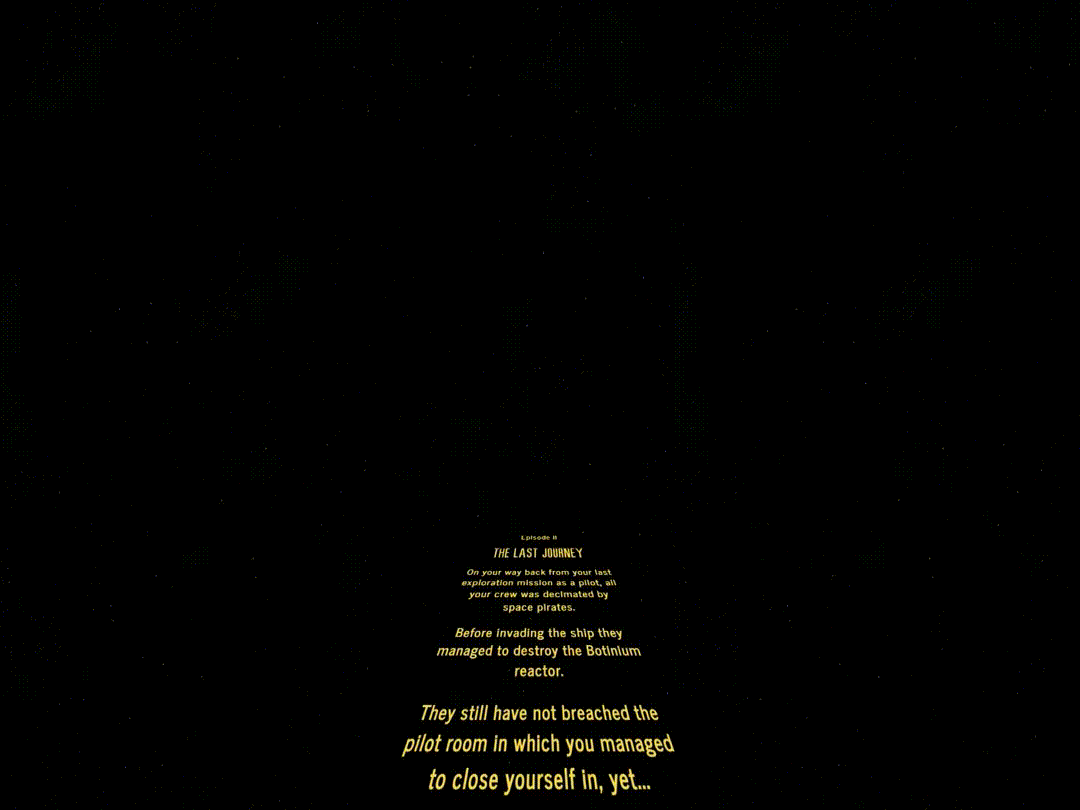 Episode II
THE LAST JOURNEY
On your way back from your last
exploration mission as a pilot, all
your crew was decimated by
space pirates.
Before invading the ship they
managed to destroy the Botinium
reactor.
They still have not breached the
pilot room in which you managed
to close yourself in, yet...